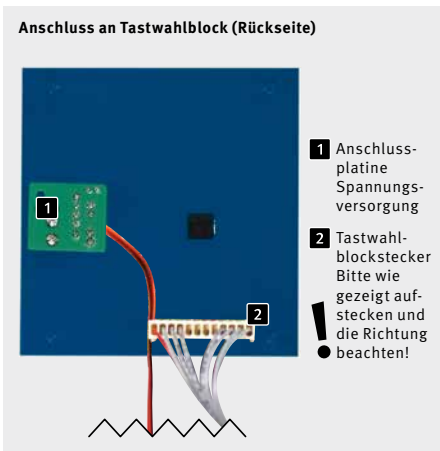 Anschluss an Tastwahlblock (Rückseite)
1
2
1 Anschluss-
platine
Spannungs-
versorgung
2 Tastwahl-
blockstecker
Bitte wie
gezeigt auf-
stecken und
die Richtung
! beachten!